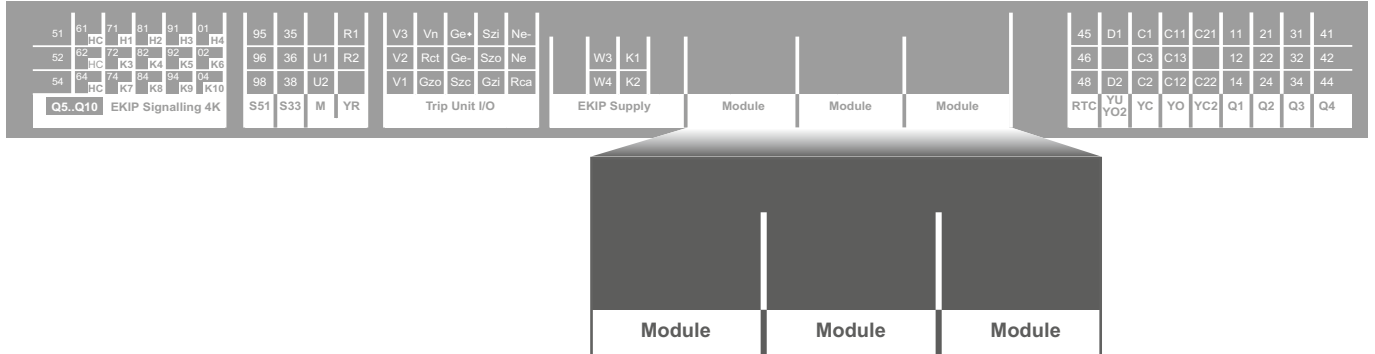 51 61 71 81 91 01
HC H1 H2 H3 H4
52 62 72 82 92 02
HC K3 K4 K5 K6
54 64 74 84 94 04
HC K7 K8 K9 K10
Q5..Q10 EKIP Signalling 4K
95 35 R1
96 36 U1 R2
98 38 U2
S51 S33 M YR
V3 Vn Ge+ Szi Ne-
V2 Rct Ge- Szo Ne
V1 Gzo Szc Gzi Rca
Trip Unit I/O
W3 K1
W4 K2
EKIP Supply
Module Module Module
45 D1 C1 C11 C21 11 21 31 41
46 C3 C13 12 22 32 42
48 D2 C2 C12 C22 14 24 34 44
RTC YU YC YO YC2 Q1 Q2 Q3 Q4
YO2
Module Module Module